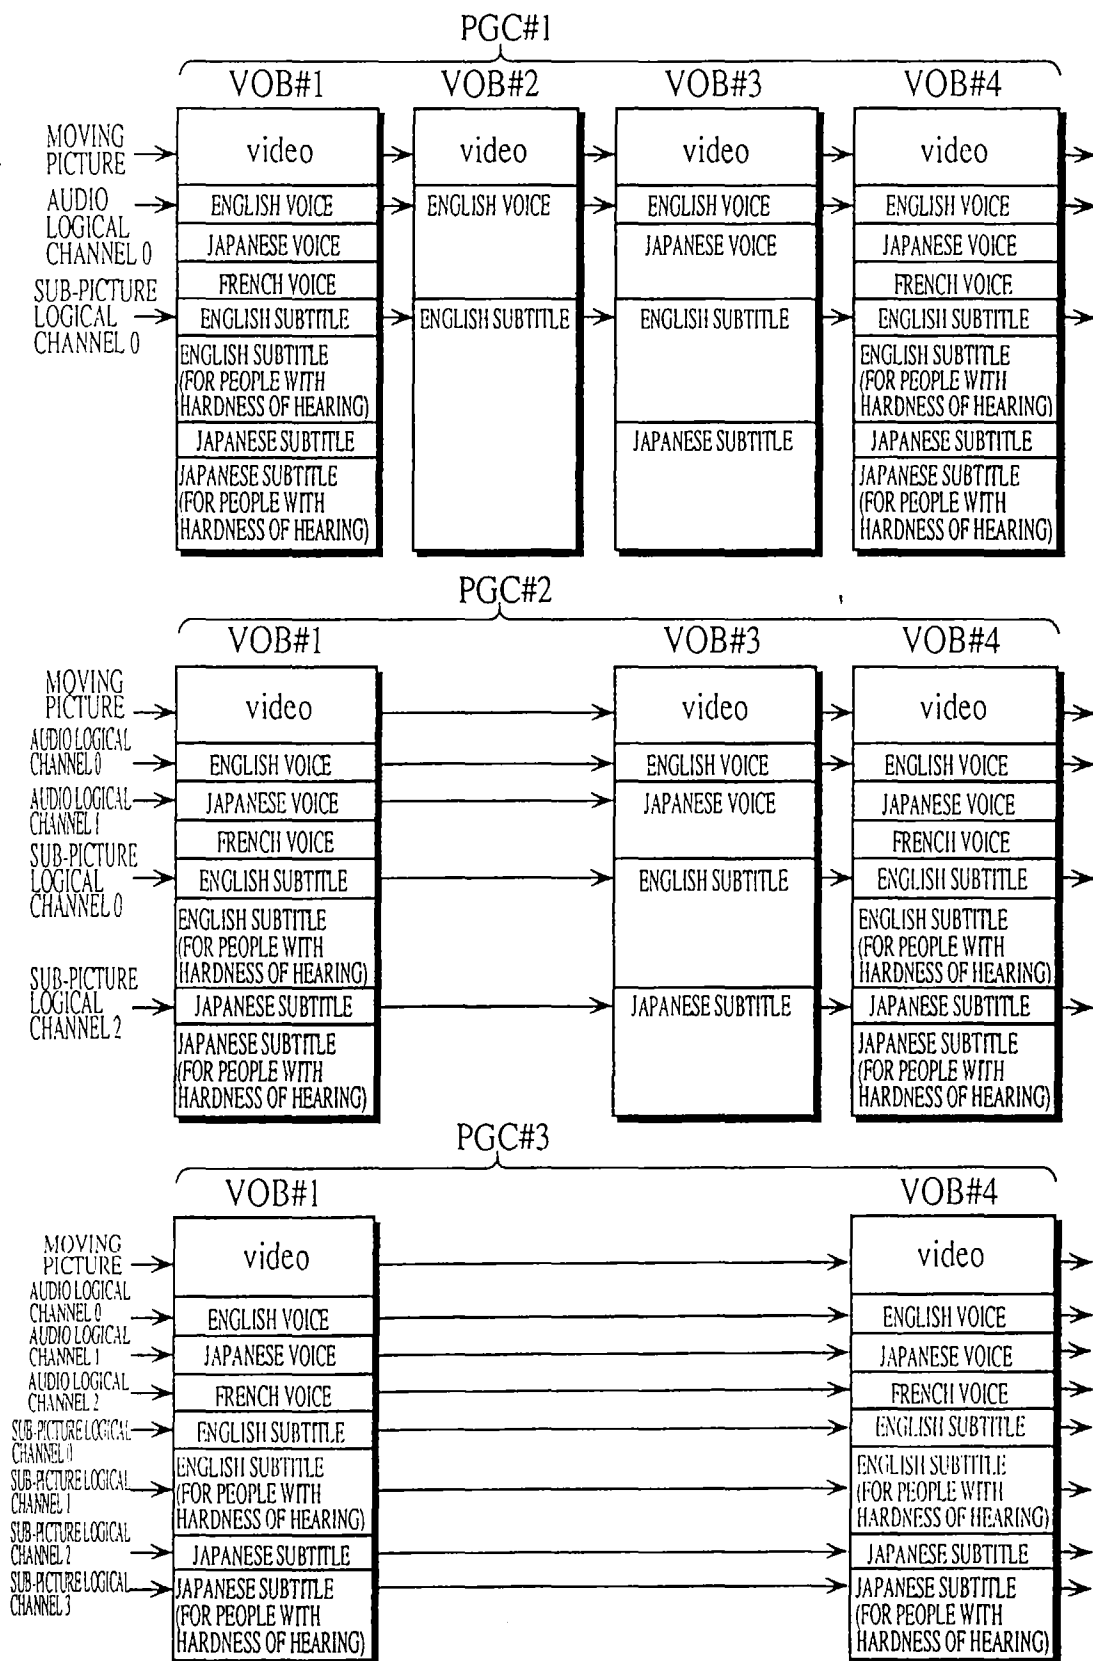 PGC#1
VOB#1 VOB#2 VOB#3 VOB#4
MOVING
PICTURE
video video video video
AUDIO
LOGICAL
CHANNEL 0
ENGLISH VOICE ENGLISH VOICE ENGLISH VOICE ENGLISH VOICE
JAPANESE VOICE JAPANESE VOICE JAPANESE VOICE
FRENCH VOICE FRENCH VOICE
SUB-PICTURE
LOGICAL
CHANNEL 0
ENGLISH SUBTITLE ENGLISH SUBTITLE ENGLISH SUBTITLE ENGLISH SUBTITLE
ENGLISH SUBTITLE
(FOR PEOPLE WITH
HARDNESS OF HEARING)
ENGLISH SUBTITLE
(FOR PEOPLE WITH
HARDNESS OF HEARING)
JAPANESE SUBTITLE JAPANESE SUBTITLE JAPANESE SUBTITLE
JAPANESE SUBTITLE
(FOR PEOPLE WITH
HARDNESS OF HEARING)
JAPANESE SUBTITLE
(FOR PEOPLE WITH
HARDNESS OF HEARING)
PGC#2
VOB#1 VOB#3 VOB#4
MOVING
PICTURE
video video video
AUDIO LOGICAL
CHANNEL 0
ENGLISH VOICE ENGLISH VOICE ENGLISH VOICE
AUDIO LOGICAL
CHANNEL 1
JAPANESE VOICE JAPANESE VOICE JAPANESE VOICE
FRENCH VOICE FRENCH VOICE
SUB-PICTURE
LOGICAL
CHANNEL 0
ENGLISH SUBTITLE ENGLISH SUBTITLE ENGLISH SUBTITLE
ENGLISH SUBTITLE
(FOR PEOPLE WITH
HARDNESS OF HEARING)
ENGLISH SUBTITLE
(FOR PEOPLE WITH
HARDNESS OF HEARING)
SUB-PICTURE
LOGICAL
CHANNEL 2
JAPANESE SUBTITLE JAPANESE SUBTITLE JAPANESE SUBTITLE
JAPANESE SUBTITLE
(FOR PEOPLE WITH
HARDNESS OF HEARING)
JAPANESE SUBTITLE
(FOR PEOPLE WITH
HARDNESS OF HEARING)
PGC#3
VOB#1 VOB#4
MOVING
PICTURE
video video
AUDIO LOGICAL
CHANNEL 0
ENGLISH VOICE ENGLISH VOICE
AUDIO LOGICAL
CHANNEL 1
JAPANESE VOICE JAPANESE VOICE
AUDIO LOGICAL
CHANNEL 2
FRENCH VOICE FRENCH VOICE
SUB-PICTURE LOGICAL
CHANNEL 0
ENGLISH SUBTITLE ENGLISH SUBTITLE
SUB-PICTURE LOGICAL
CHANNEL 1
ENGLISH SUBTITLE
(FOR PEOPLE WITH
HARDNESS OF HEARING)
ENGLISH SUBTITLE
(FOR PEOPLE WITH
HARDNESS OF HEARING)
SUB-PICTURE LOGICAL
CHANNEL 2
JAPANESE SUBTITLE JAPANESE SUBTITLE
SUB-PICTURE LOGICAL
CHANNEL 3
JAPANESE SUBTITLE
(FOR PEOPLE WITH
HARDNESS OF HEARING)
JAPANESE SUBTITLE
(FOR PEOPLE WITH
HARDNESS OF HEARING)